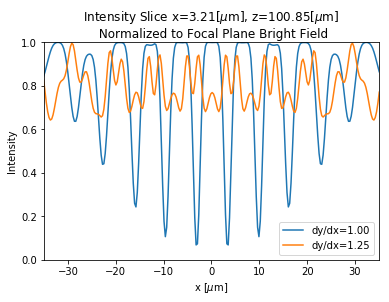 Intensity Slice x=3.21[μm], z=100.85[μm]
Normalized to Focal Plane Bright Field
1.0
0.8
0.6
0.4
0.2
0.0
Intensity
dy/dx=1.00
dy/dx=1.25
−30 −20 −10 0 10 20 30
x [μm]